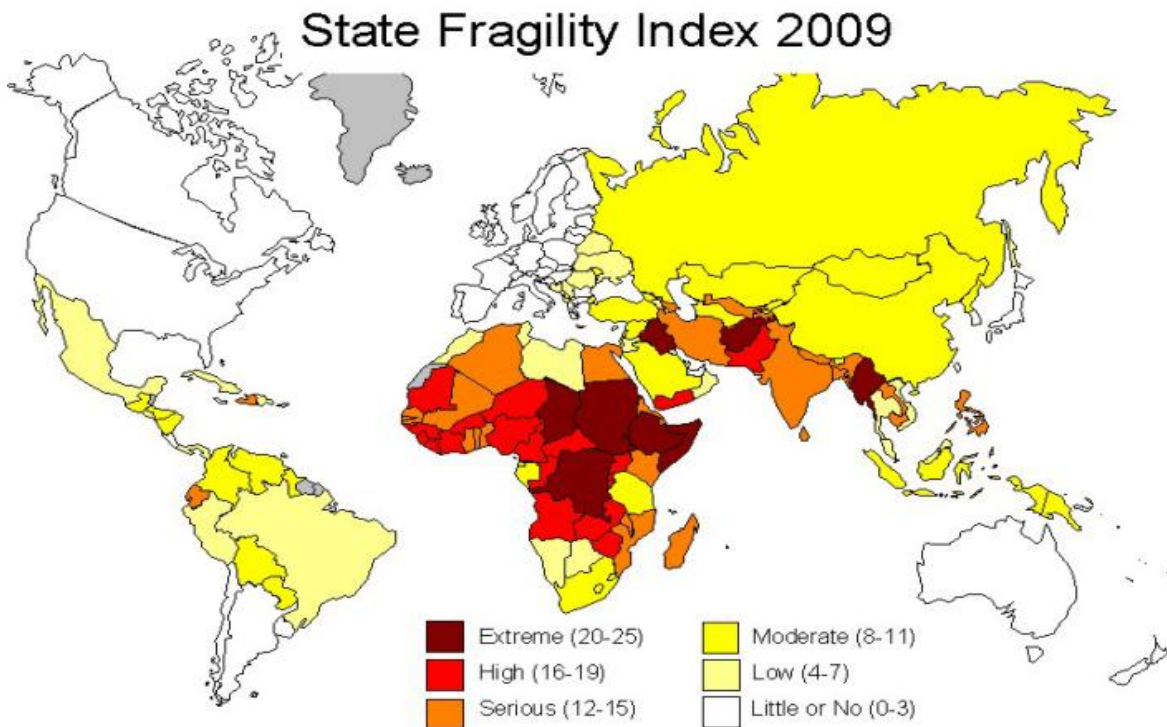 State Fragility Index 2009
Extreme (20-25)
High (16-19)
Serious (12-15)
Moderate (8-11)
Low (4-7)
Little or No (0-3)